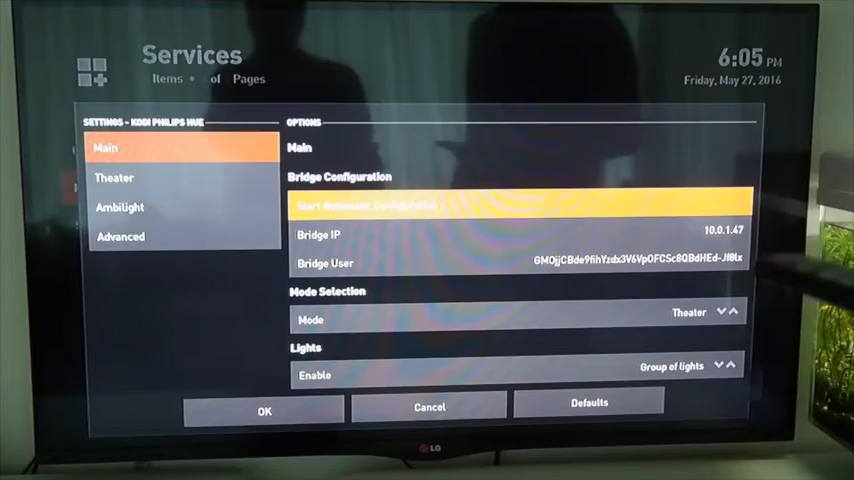 Services
Items • of Pages
6:05 PM
Friday, May 27, 2016
SETTINGS - KODI PHILIPS HUE
Main
Theater
Ambilight
Advanced
OPTIONS
Main
Bridge Configuration
Start Automatic Configuration
Bridge IP 10.0.1.47
Bridge User
Mode Selection
Mode Theater
Lights
Enable Group of lights
OK Cancel Defaults
LG